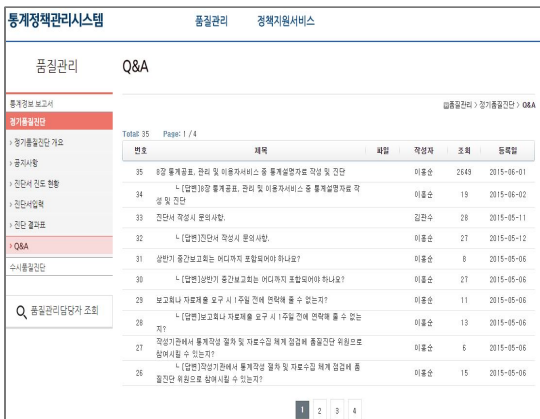 통계정책관리시스템
품질관리 정책지원서비스
품질관리
Q&A
통계정보 보고서
정기품질진단
› 정기품질진단 개요
› 공지사항
› 진단서 진도 현황
› 진단서입력
› 진단 결과표
› Q&A
수시품질진단
품질관리담당자 조회
품질관리 > 정기품질진단 > Q&A
Total: 35 Page: 1 / 4
번호 제목 파일 작성자 조회 등록일
35 8장 통계공표, 관리 및 이용자서비스 중 통계설명자료 작성 및 진단 이홍순 2649 2015-06-01
34 ┗ [답변]8장 통계공표, 관리 및 이용자서비스 중 통계설명자료 작
성 및 진단 이홍순 19 2015-06-02
33 진단서 작성시 문의사항. 김판수 28 2015-05-11
32 ┗ [답변]진단서 작성시 문의사항. 이홍순 27 2015-05-12
31 상반기 중간보고회는 어디까지 포함되어야 하나요? 이홍순 8 2015-05-06
30 ┗ [답변]상반기 중간보고회는 어디까지 포함되어야 하나요? 이홍순 27 2015-05-06
29 보고회나 자료제출 요구 시 1주일 전에 연락해 줄 수 없는지? 이홍순 11 2015-05-06
28 ┗ [답변]보고회나 자료제출 요구 시 1주일 전에 연락해 줄 수 없는
지? 이홍순 13 2015-05-06
27 작성기관에서 통계작성 절차 및 자료수집 체계 점검에 품질진단 위원으로
참여시킬 수 있는지? 이홍순 6 2015-05-06
26 ┗ [답변]작성기관에서 통계작성 절차 및 자료수집 체계 점검에 품
질진단 위원으로 참여시킬 수 있는지? 이홍순 15 2015-05-06
1 2 3 4